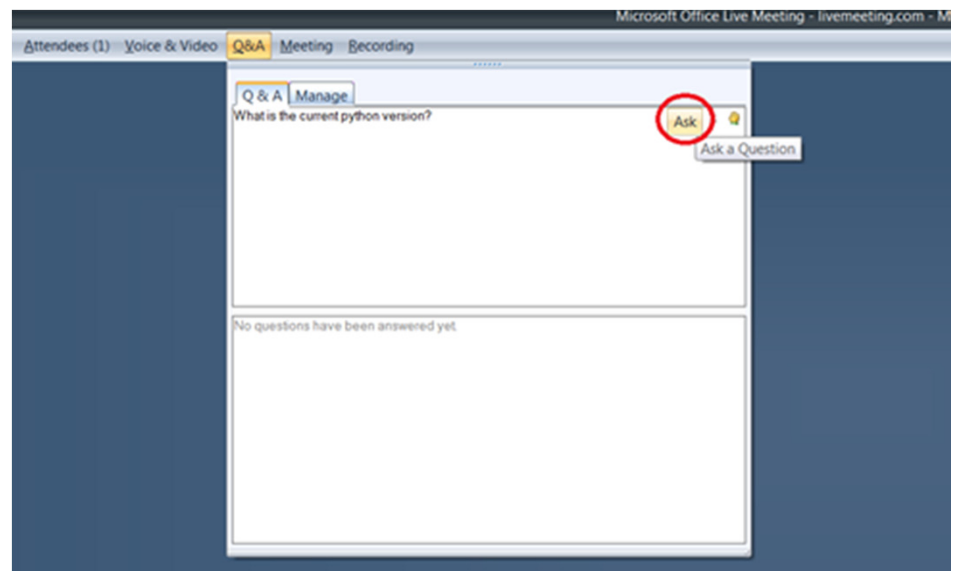 Microsoft Office Live Meeting - livemeeting.com - M
Attendees (1) Voice & Video Q&A Meeting Recording
Q & A Manage
What is the current python version?
Ask
Ask a Question
No questions have been answered yet.